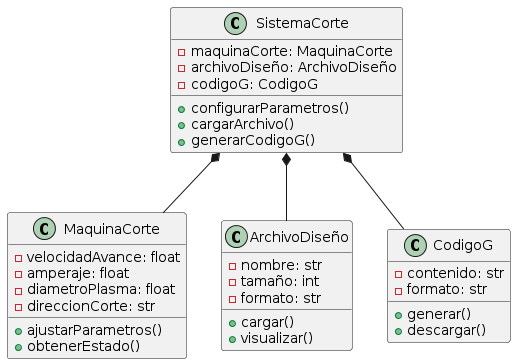 C SistemaCorte
maquinaCorte: MaquinaCorte
archivoDiseño: ArchivoDiseño
codigoG: CodigoG
configurarParametros()
cargarArchivo()
generarCodigoG()
C MaquinaCorte
velocidadAvance: float
amperaje: float
diametroPlasma: float
direccionCorte: str
ajustarParametros()
obtenerEstado()
C ArchivoDiseño
nombre: str
tamaño: int
formato: str
cargar()
visualizar()
C CodigoG
contenido: str
formato: str
generar()
descargar()